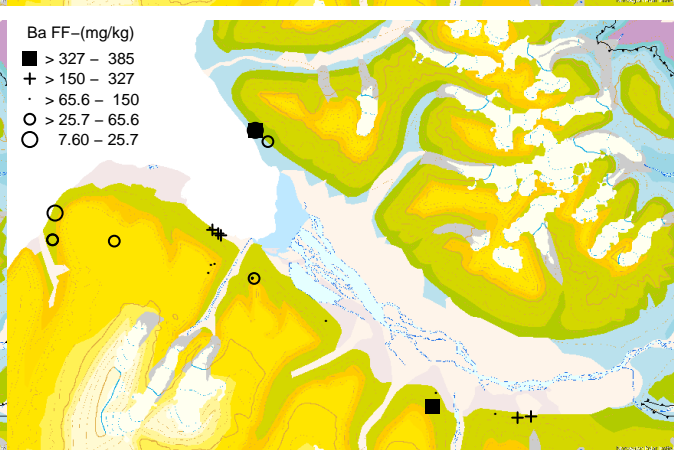 Ba FF−(mg/kg)
> 327 − 385
> 150 − 327
> 65.6 − 150
> 25.7 − 65.6
7.60 − 25.7